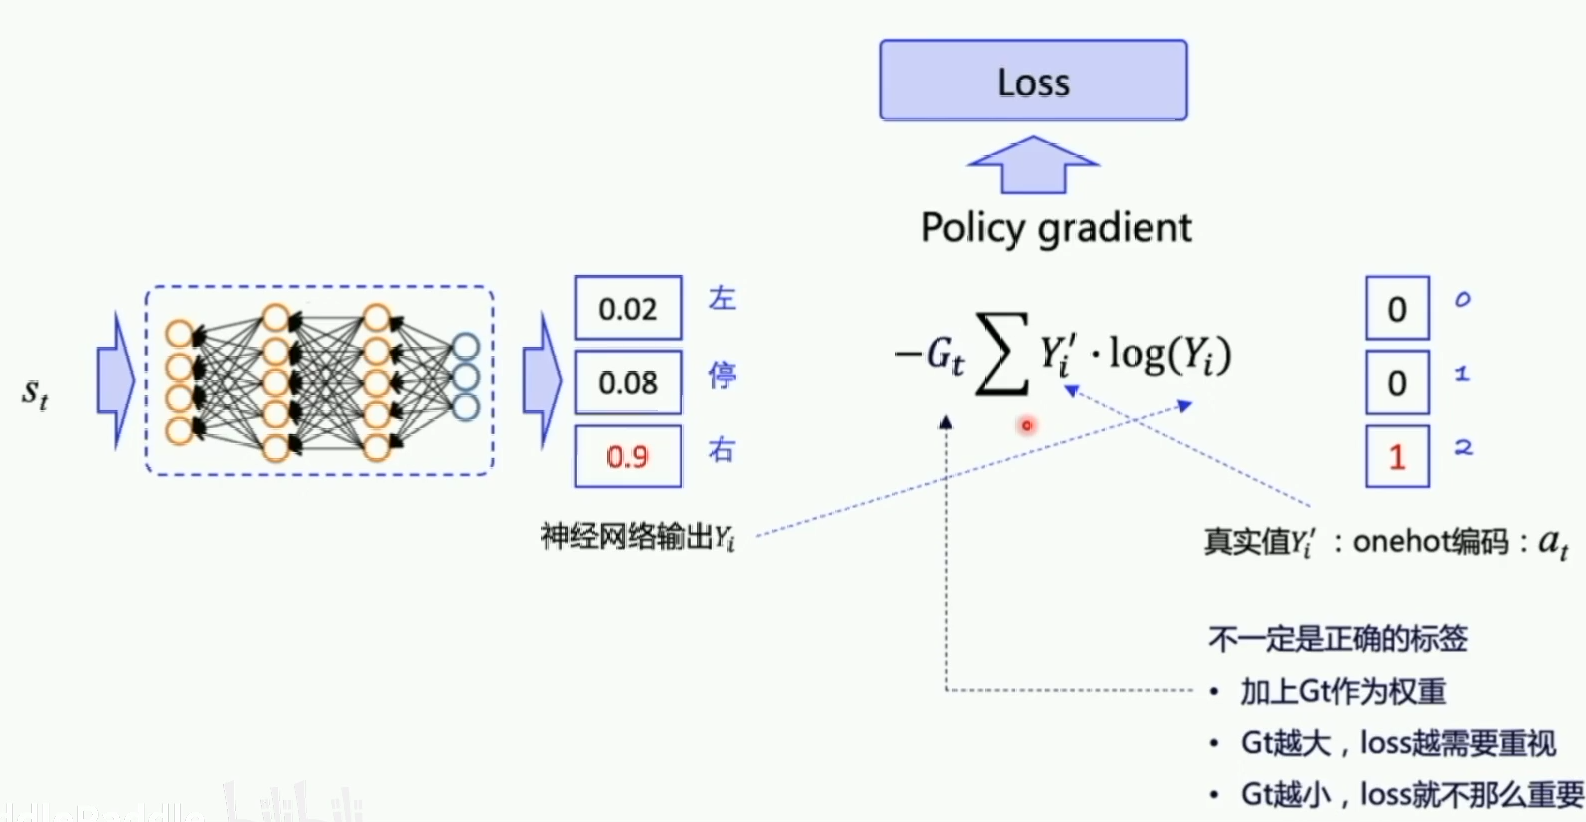 Loss
Policy gradient
$-G_t \sum Y_i' \cdot \log(Y_i)$
$s_t$
0.02 左
0.08 停
0.9 右
0 0
0 1
1 2
神经网络输出$Y_i$
真实值$Y_i'$：onehot编码：$a_t$
不一定是正确的标签
• 加上Gt作为权重
• Gt越大，loss越需要重视
• Gt越小，loss就不那么重要